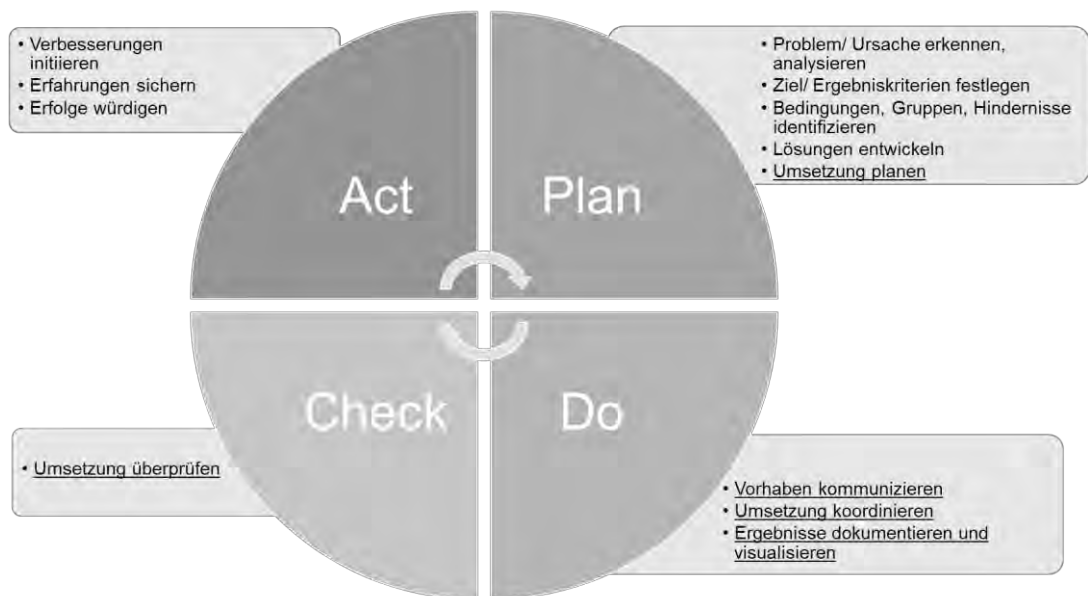 • Verbesserungen
initiieren
• Erfahrungen sichern
• Erfolge würdigen
• Problem/ Ursache erkennen,
analysieren
• Ziel/ Ergebniskriterien festlegen
• Bedingungen, Gruppen, Hindernisse
identifizieren
• Lösungen entwickeln
• Umsetzung planen
Act
Plan
Check
Do
• Umsetzung überprüfen
• Vorhaben kommunizieren
• Umsetzung koordinieren
• Ergebnisse dokumentieren und
visualisieren